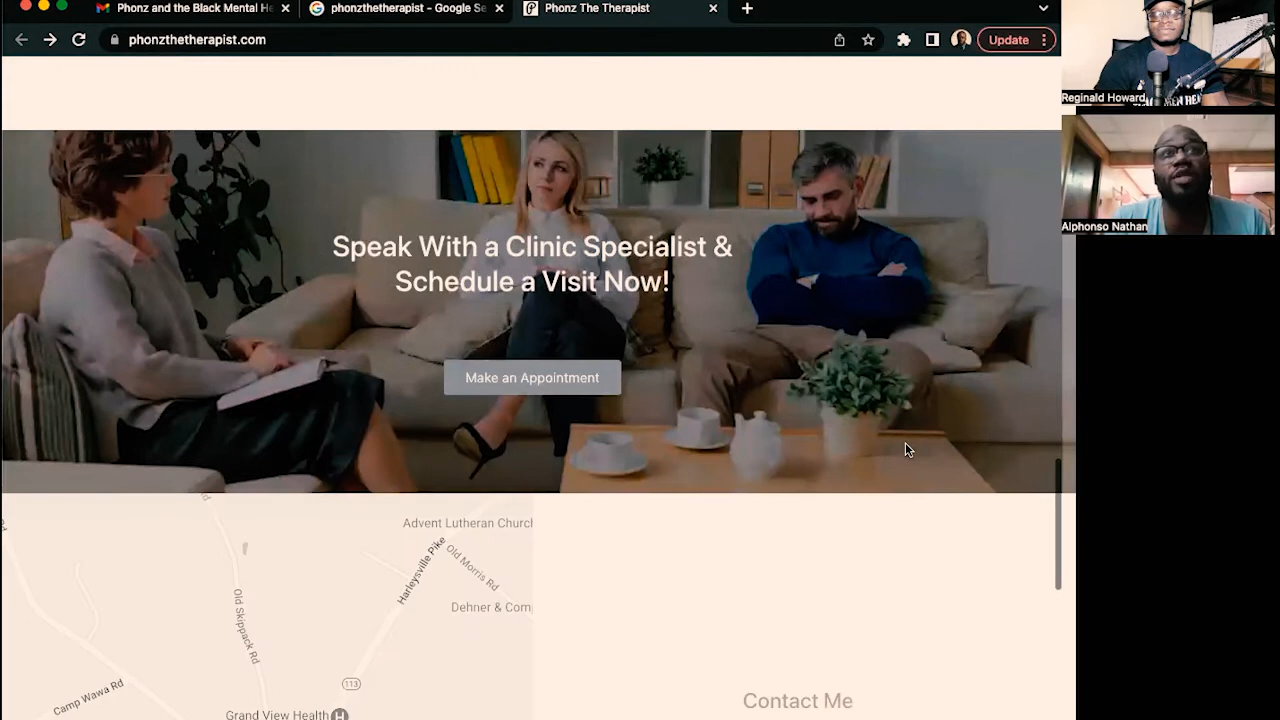 Phonz and the Black Mental H
phonzthetherapist - Google Se
Phonz The Therapist
phonzthetherapist.com
Update
Reginald Howard
Alphonso Nathan
Speak With a Clinic Specialist &
Schedule a Visit Now!
Make an Appointment
Advent Lutheran Church
Harleysville Pike
Old Morris Rd
Old Skippack Rd
Dehner & Com
113
Camp Wawa Rd
Grand View Health
H
Contact Me